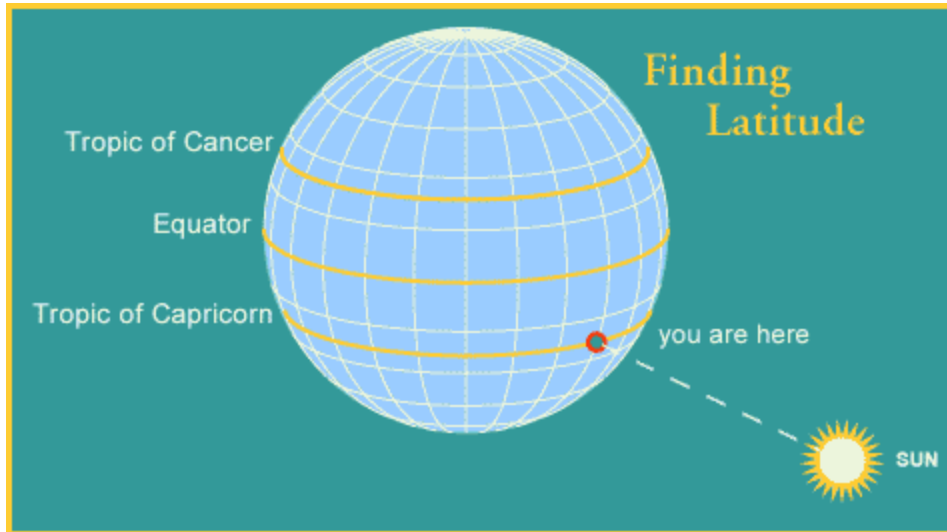 Finding
Latitude
Tropic of Cancer
Equator
Tropic of Capricorn
you are here
SUN